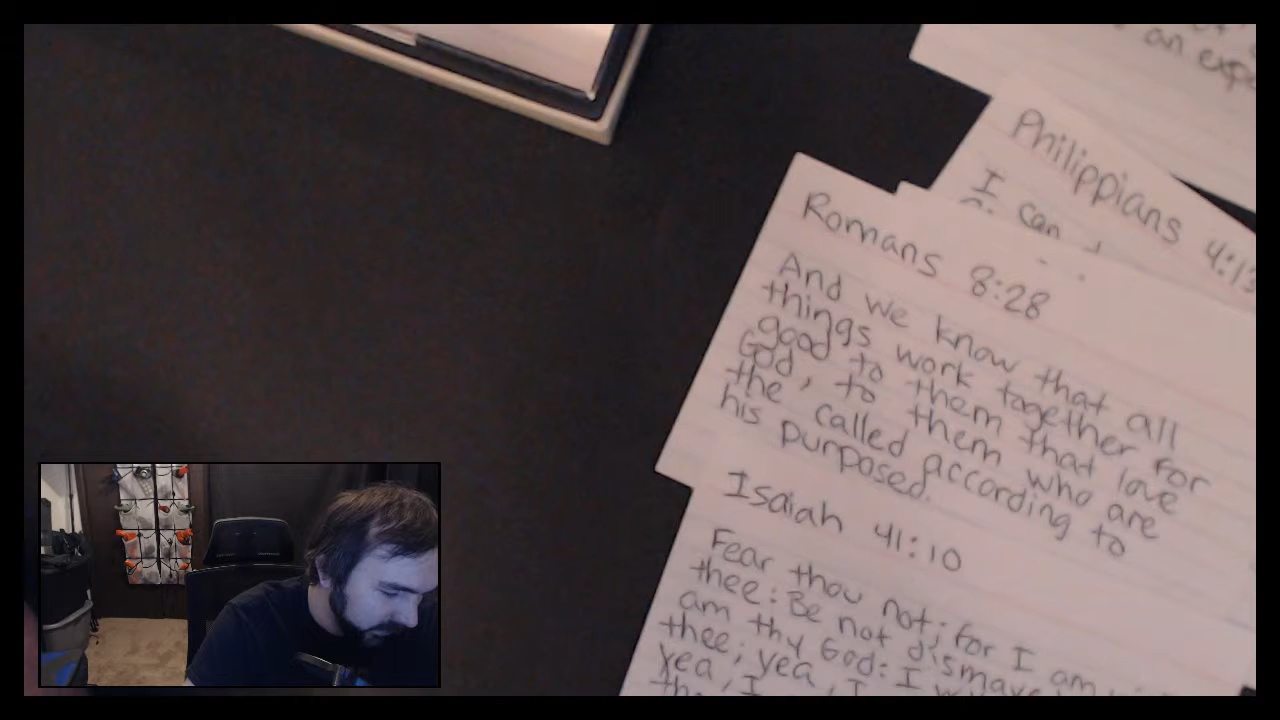 an expe
Philippians 4:13
I can
Romans 8:28
And we know that all
things work together for
good to them that love
God, to them who are
the called according to
his purposed.
Isaiah 41:10
Fear thou not; for I am
thee: Be not dismaye
am thy God: I wi
thee; yea, I
yea, I